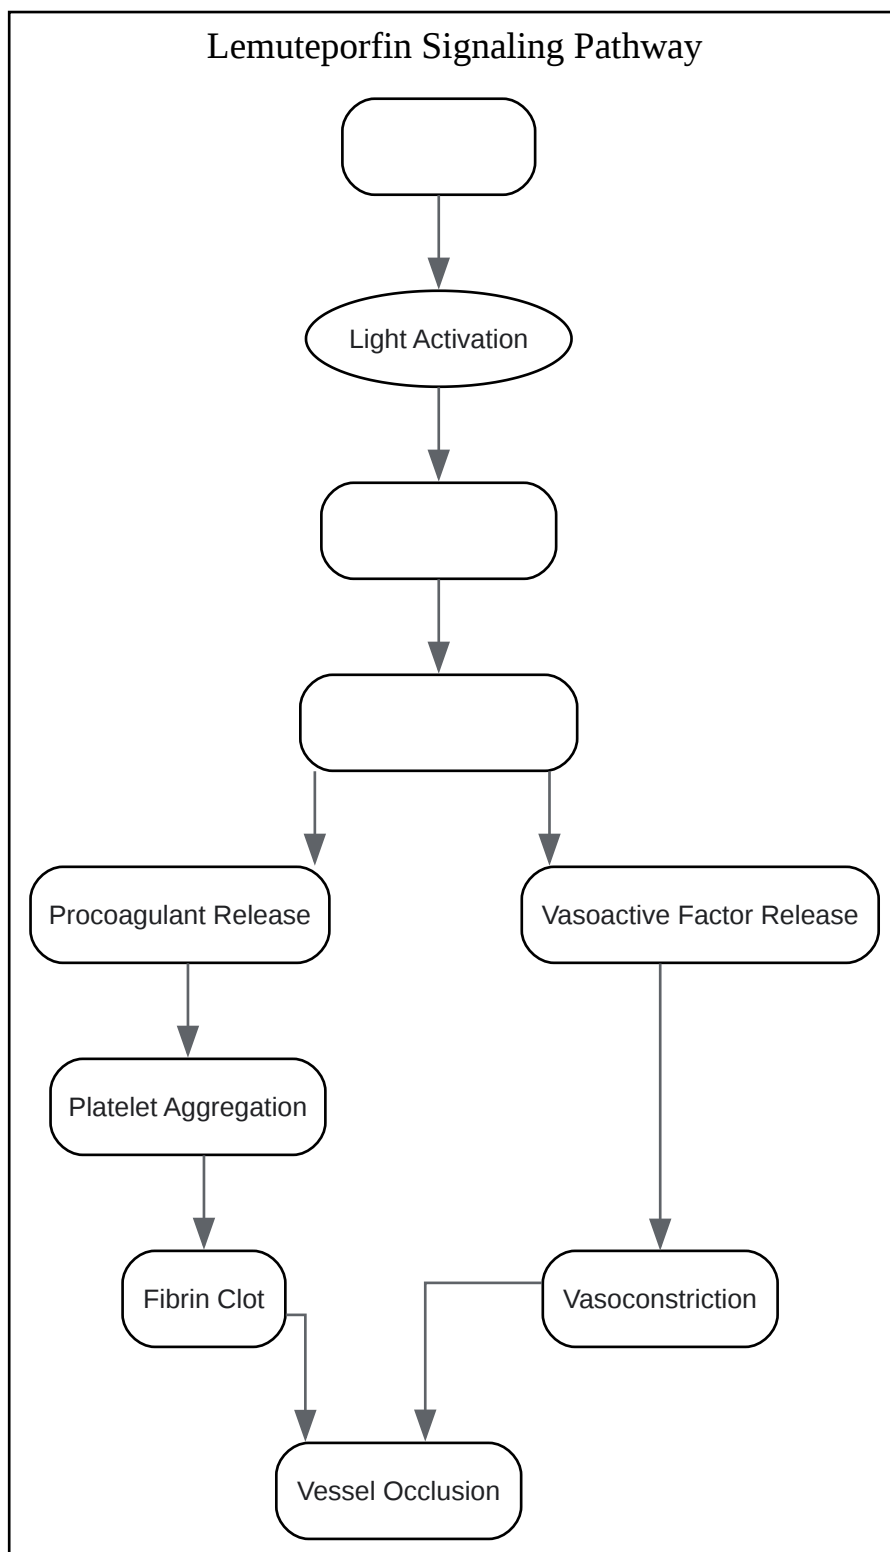 Lemuteporfin Signaling Pathway
Light Activation
Procoagulant Release
Vasoactive Factor Release
Platelet Aggregation
Fibrin Clot
Vasoconstriction
Vessel Occlusion